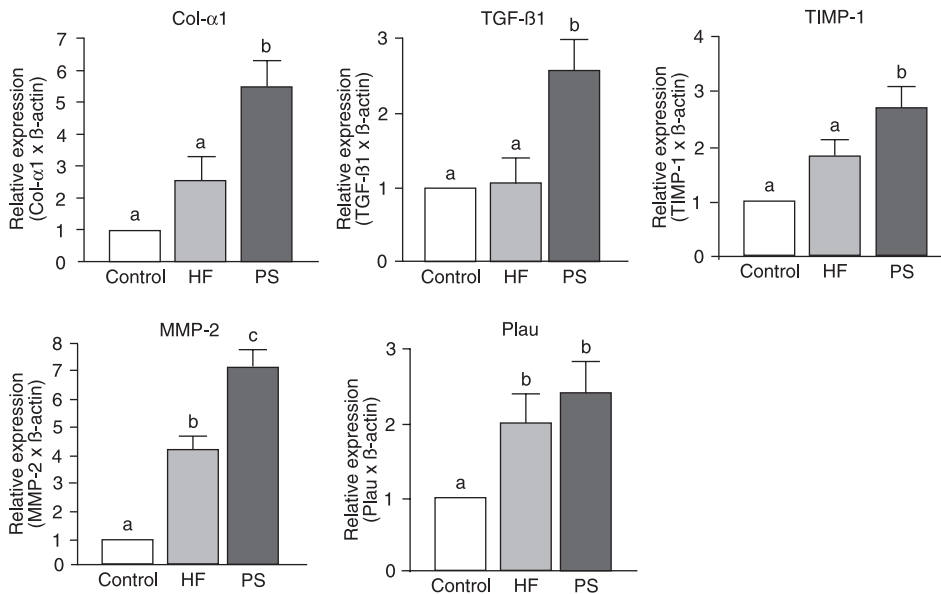 Col-α1
Relative expression
(Col-α1 x ß-actin)
7
6
5
4
3
2
1
0
a
a
b
Control HF PS
TGF-ß1
Relative expression
(TGF-ß1 x ß-actin)
3
2
1
0
a
a
b
Control HF PS
TIMP-1
Relative expression
(TIMP-1 x ß-actin)
4
3
2
1
0
a
a
b
Control HF PS
MMP-2
Relative expression
(MMP-2 x ß-actin)
8
7
5
4
2
1
0
a
b
c
Control HF PS
Plau
Relative expression
(Plau x ß-actin)
3
2
1
0
a
b
b
Control HF PS